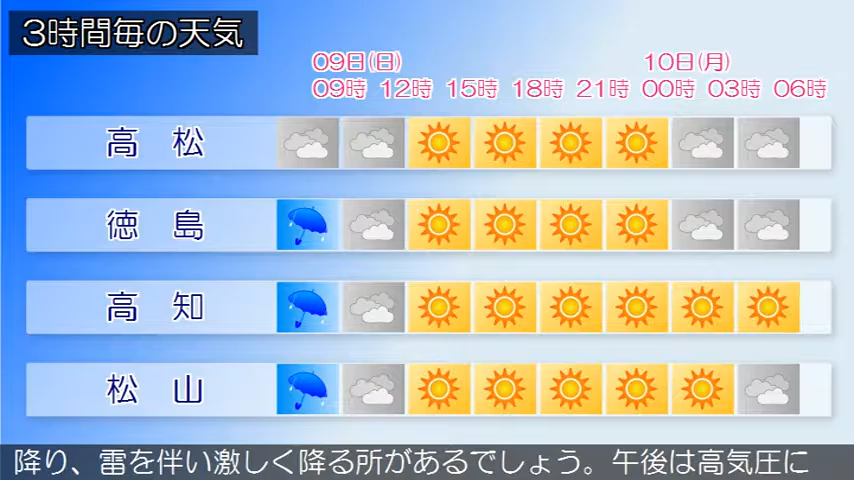 3時間毎の天気
09日(日) 10日(月)
09時 12時 15時 18時 21時 00時 03時 06時
高松
徳島
高知
松山
降り、雷を伴い激しく降る所があるでしょう。午後は高気圧に